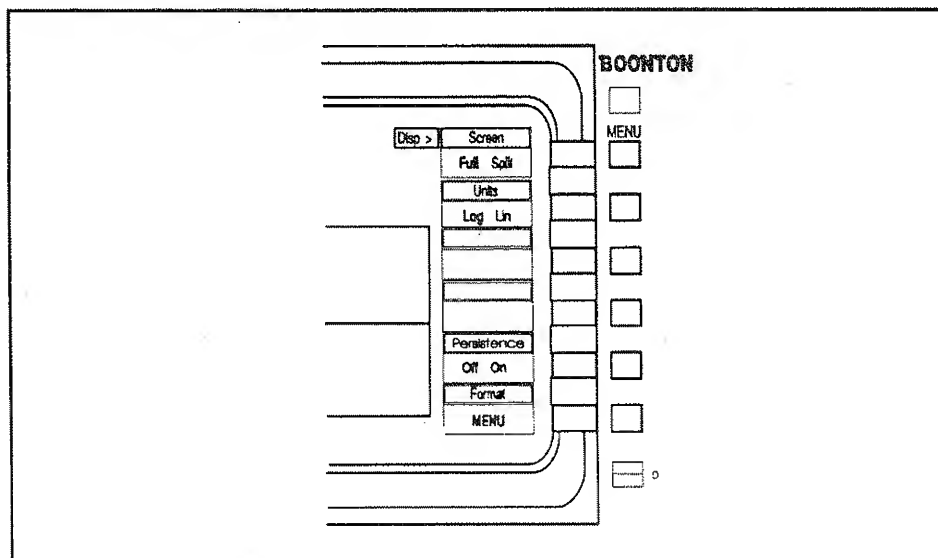 BOONTON
MENU
Disp > Screen
Full Split
Units
Log Lin
Persistence
Off On
Format
MENU